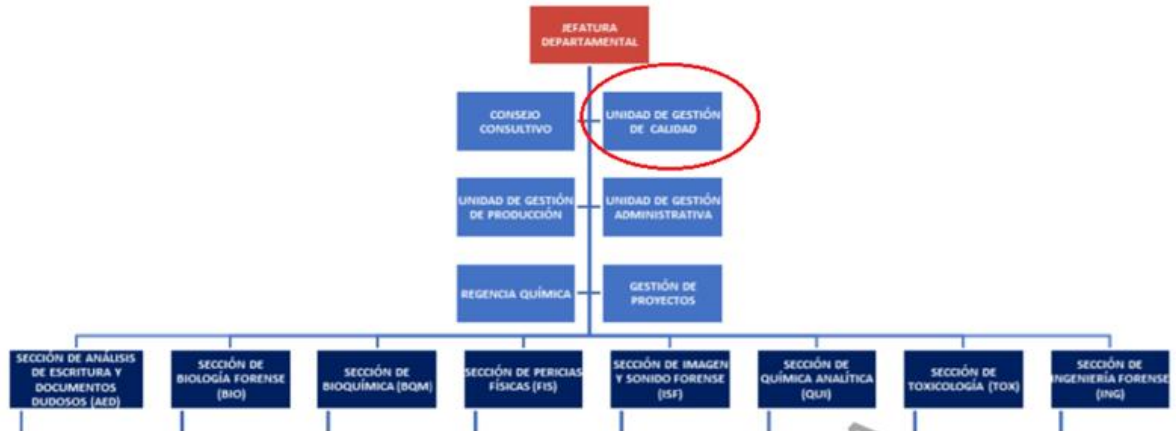 JEFATURA
DEPARTAMENTAL
CONSEJO
CONSULTIVO
UNIDAD DE GESTIÓN
DE CALIDAD
UNIDAD DE GESTIÓN
DE PRODUCCIÓN
UNIDAD DE GESTIÓN
ADMINISTRATIVA
REGENCIA QUÍMICA
GESTIÓN DE
PROYECTOS
SECCIÓN DE ANÁLISIS
DE ESCRITURA Y
DOCUMENTOS
DUDOSOS (AED)
SECCIÓN DE
BIOLOGÍA FORENSE
(BIO)
SECCIÓN DE
BIOQUÍMICA (BQM)
SECCIÓN DE PERICIAS
FÍSICAS (FIS)
SECCIÓN DE IMAGEN
Y SONIDO FORENSE
(ISF)
SECCIÓN DE
QUÍMICA ANALÍTICA
(QUI)
SECCIÓN DE
TOXICOLOGÍA (TOX)
SECCIÓN DE
INGENIERÍA FORENSE
(ING)